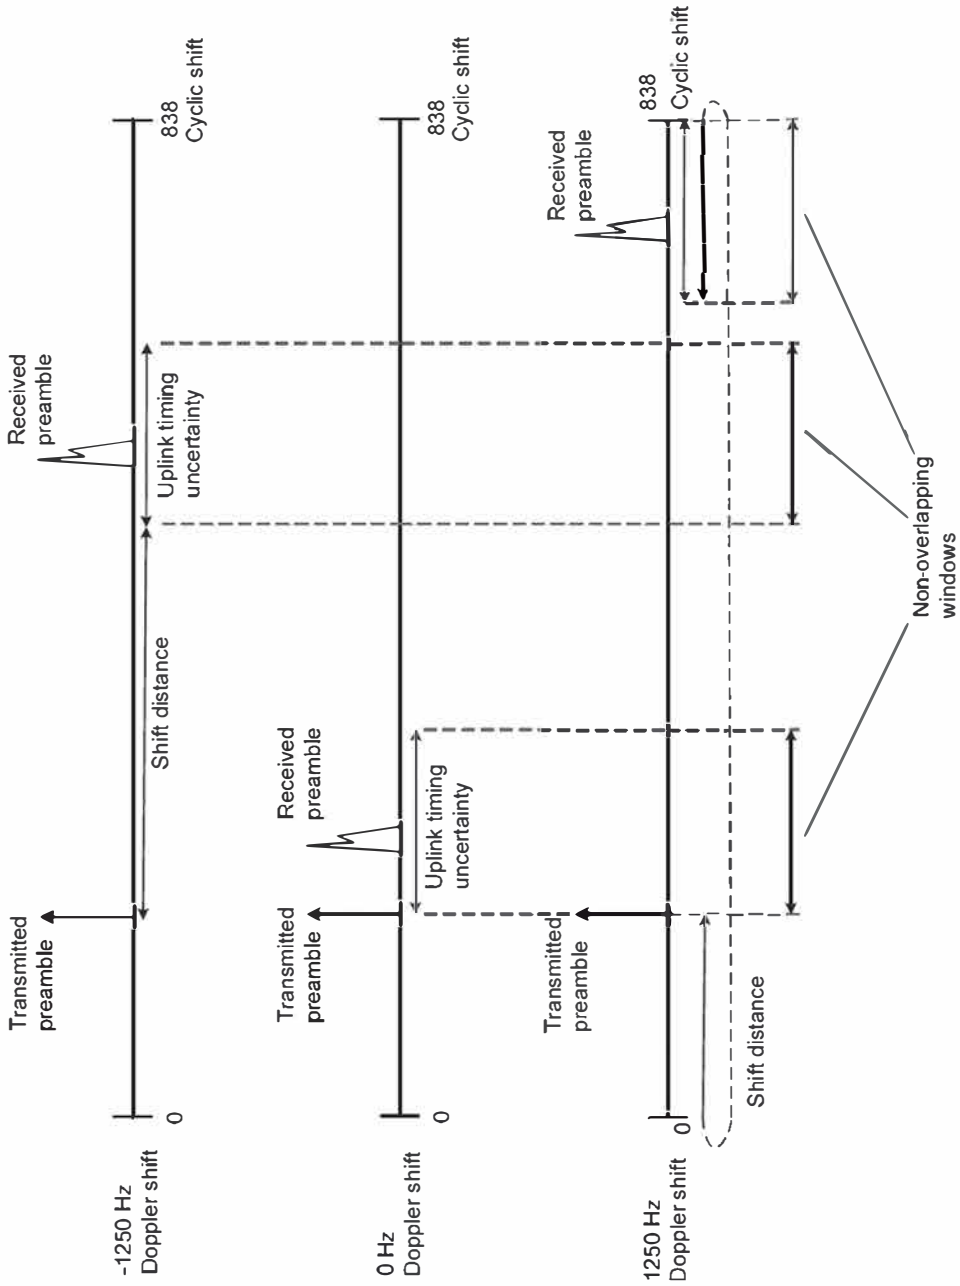 -1250 Hz
Doppler shift
0
Transmitted
preamble
Shift distance
Received
preamble
Uplink timing
uncertainty
838
Cyclic shift
0 Hz
Doppler shift
0
Transmitted
preamble
Received
preamble
Uplink timing
uncertainty
838
Cyclic shift
1250 Hz
Doppler shift
0
Transmitted
preamble
Received
preamble
838
Cyclic shift
Shift distance
Non-overlapping
windows